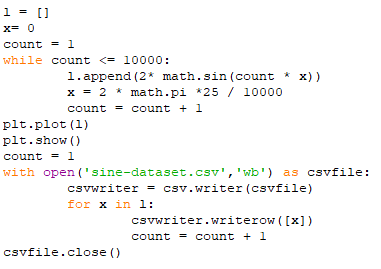 l = []
x= 0
count = 1
while count <= 10000:
        l.append(2* math.sin(count * x))
        x = 2 * math.pi *25 / 10000
        count = count + 1
plt.plot(l)
plt.show()
count = 1
with open('sine-dataset.csv','wb') as csvfile:
        csvwriter = csv.writer(csvfile)
        for x in l:
                csvwriter.writerow([x])
                count = count + 1
csvfile.close()